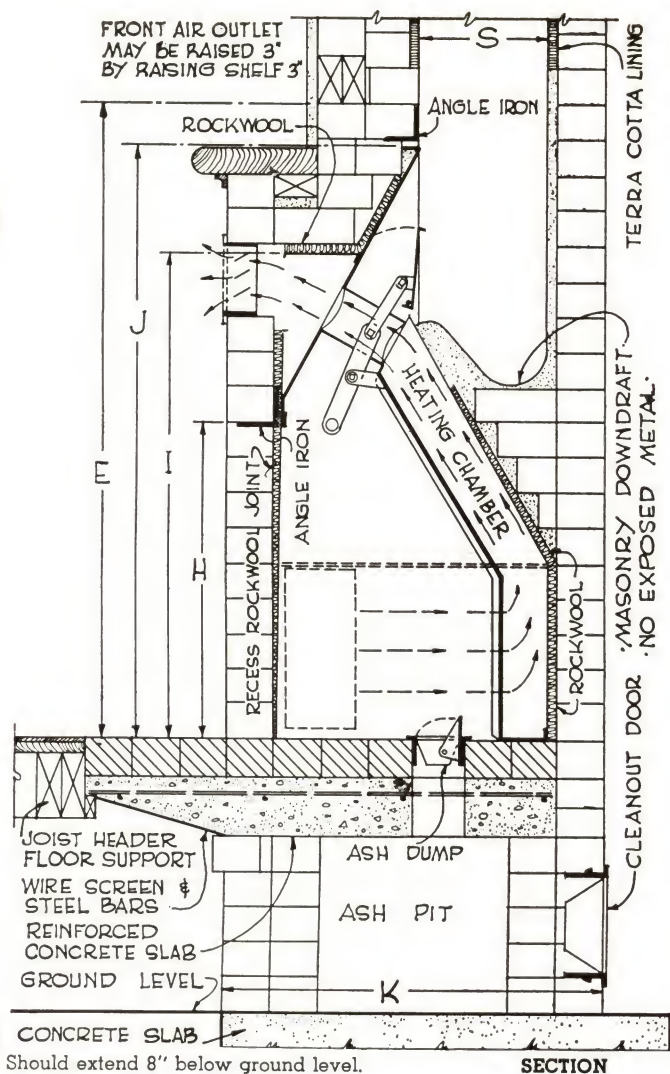 FRONT AIR OUTLET
MAY BE RAISED 3"
BY RAISING SHELF 3"
S
TERRA COTTA LINING
ROCKWOOL
ANGLE IRON
E
J
I
H
RECESS ROCKWOOL JOINT
ANGLE IRON
HEATING CHAMBER
ROCKWOOL
·MASONRY DOWNDRAFT·
·NO EXPOSED METAL·
CLEANOUT DOOR
JOIST HEADER
FLOOR SUPPORT
WIRE SCREEN &
STEEL BARS
REINFORCED
CONCRETE SLAB
GROUND LEVEL
ASH DUMP
ASH PIT
K
CONCRETE SLAB
Should extend 8" below ground level.
SECTION